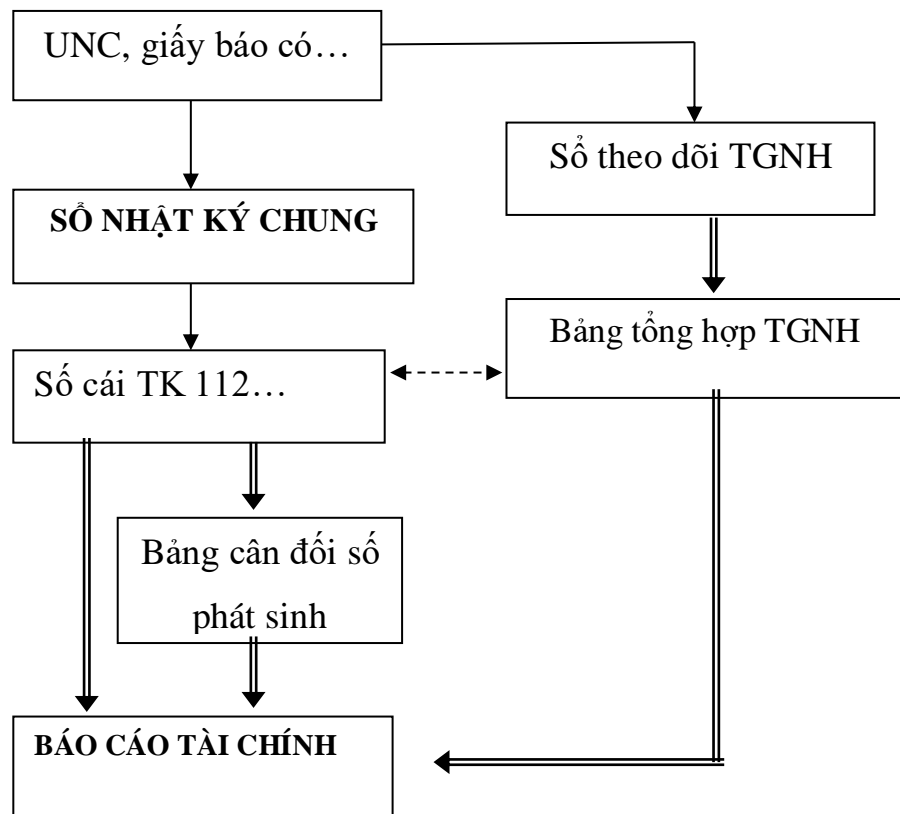 UNC, giấy báo có…
Sổ theo dõi TGNH
SỔ NHẬT KÝ CHUNG
Bảng tổng hợp TGNH
Số cái TK 112…
Bảng cân đối số
phát sinh
BÁO CÁO TÀI CHÍNH